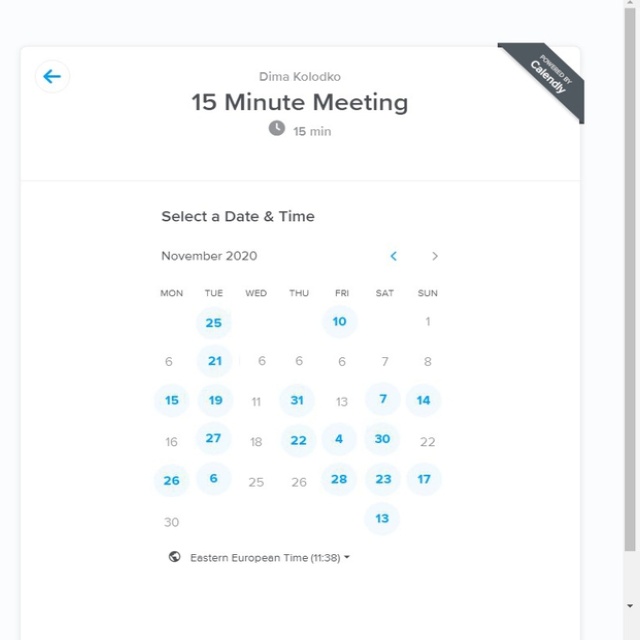 POWERED BY
Calendly
Dima Kolodko
15 Minute Meeting
15 min
Select a Date & Time
November 2020
MON TUE WED THU FRI SAT SUN
25 10 1
6 21 6 6 6 7 8
15 19 11 31 13 7 14
16 27 18 22 4 30 22
26 6 25 26 28 23 17
30 13
Eastern European Time (11:38)